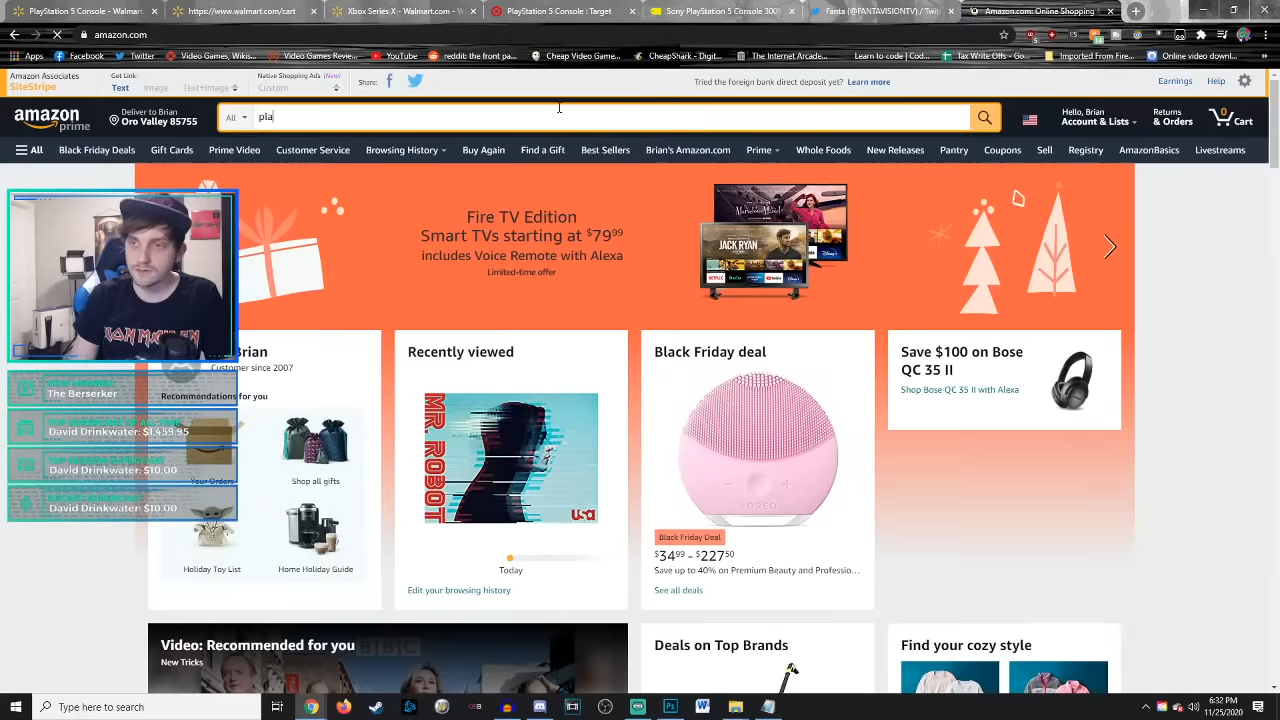 PlayStation 5 Console - W
https://www.walmart.com/
Xbox Series X - Walmart.com - W
PlayStation 5 Console : Target
Sony PlayStation 5 Console 300
Fanta (@FANTAVISIONTV) / Twit
amazon.com
Apps
Facebook
Twitter
Video Games, Wikis...
Video Games Revie...
YouTube
reddit: the front pa...
Cheap Video Game...
CheapShark - Digit...
The Internet Arcade...
Learn to code | Cod...
Tax Write Offs - Go...
Imported From Fire...
Online video downl...
Amazon Associates
SiteStripe
Get Link:
Text
Image
Text+Image
Native Shopping Ads
Custom
Share:
Tried the foreign bank direct deposit yet? Learn more
Earnings
Help
amazon
prime
Deliver to Brian
Oro Valley 85755
All
pla
Hello, Brian
Account & Lists
Returns
& Orders
0
Cart
All
Black Friday Deals
Gift Cards
Prime Video
Customer Service
Browsing History
Buy Again
Find a Gift
Best Sellers
Brian's Amazon.com
Prime
Whole Foods
New Releases
Pantry
Coupons
Sell
Registry
AmazonBasics
Livestreams
Fire TV Edition
Smart TVs starting at $79.99
includes Voice Remote with Alexa
Limited-time offer
JACK RYAN
IRON MAIDEN
Brian
Customer since 2007
Recommendations for you
Your Orders
Shop all gifts
Holiday Toy List
Home Holiday Guide
The Berserker
David Drinkwater: $1,459.95
David Drinkwater: $10.00
David Drinkwater: $10.00
Recently viewed
MR. ROBOT
usa
Today
Edit your browsing history
Black Friday deal
FOREO
Black Friday Deal
$34.99 - $227.50
Save up to 40% on Premium Beauty and Professio...
See all deals
Save $100 on Bose
QC 35 II
Shop Bose QC 35 II with Alexa
Video: Recommended for you
New Tricks
BBC
Deals on Top Brands
Find your cozy style
Type here to search
6:32 PM
11/25/2020